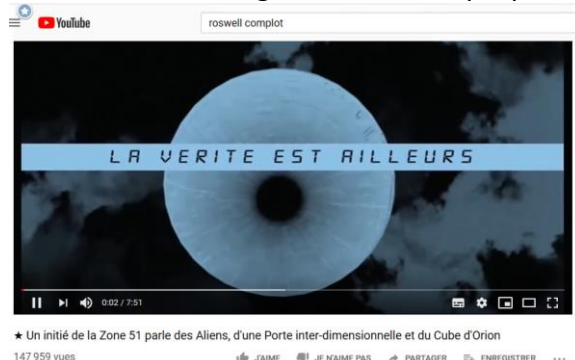 YouTube
roswell complot
LA VERITE EST AILLEURS
0:02 / 7:51
★ Un initié de la Zone 51 parle des Aliens, d'une Porte inter-dimensionnelle et du Cube d'Orion
147 959 vues J'AIME JE N'AIME PAS PARTAGER ENREGISTRER ...